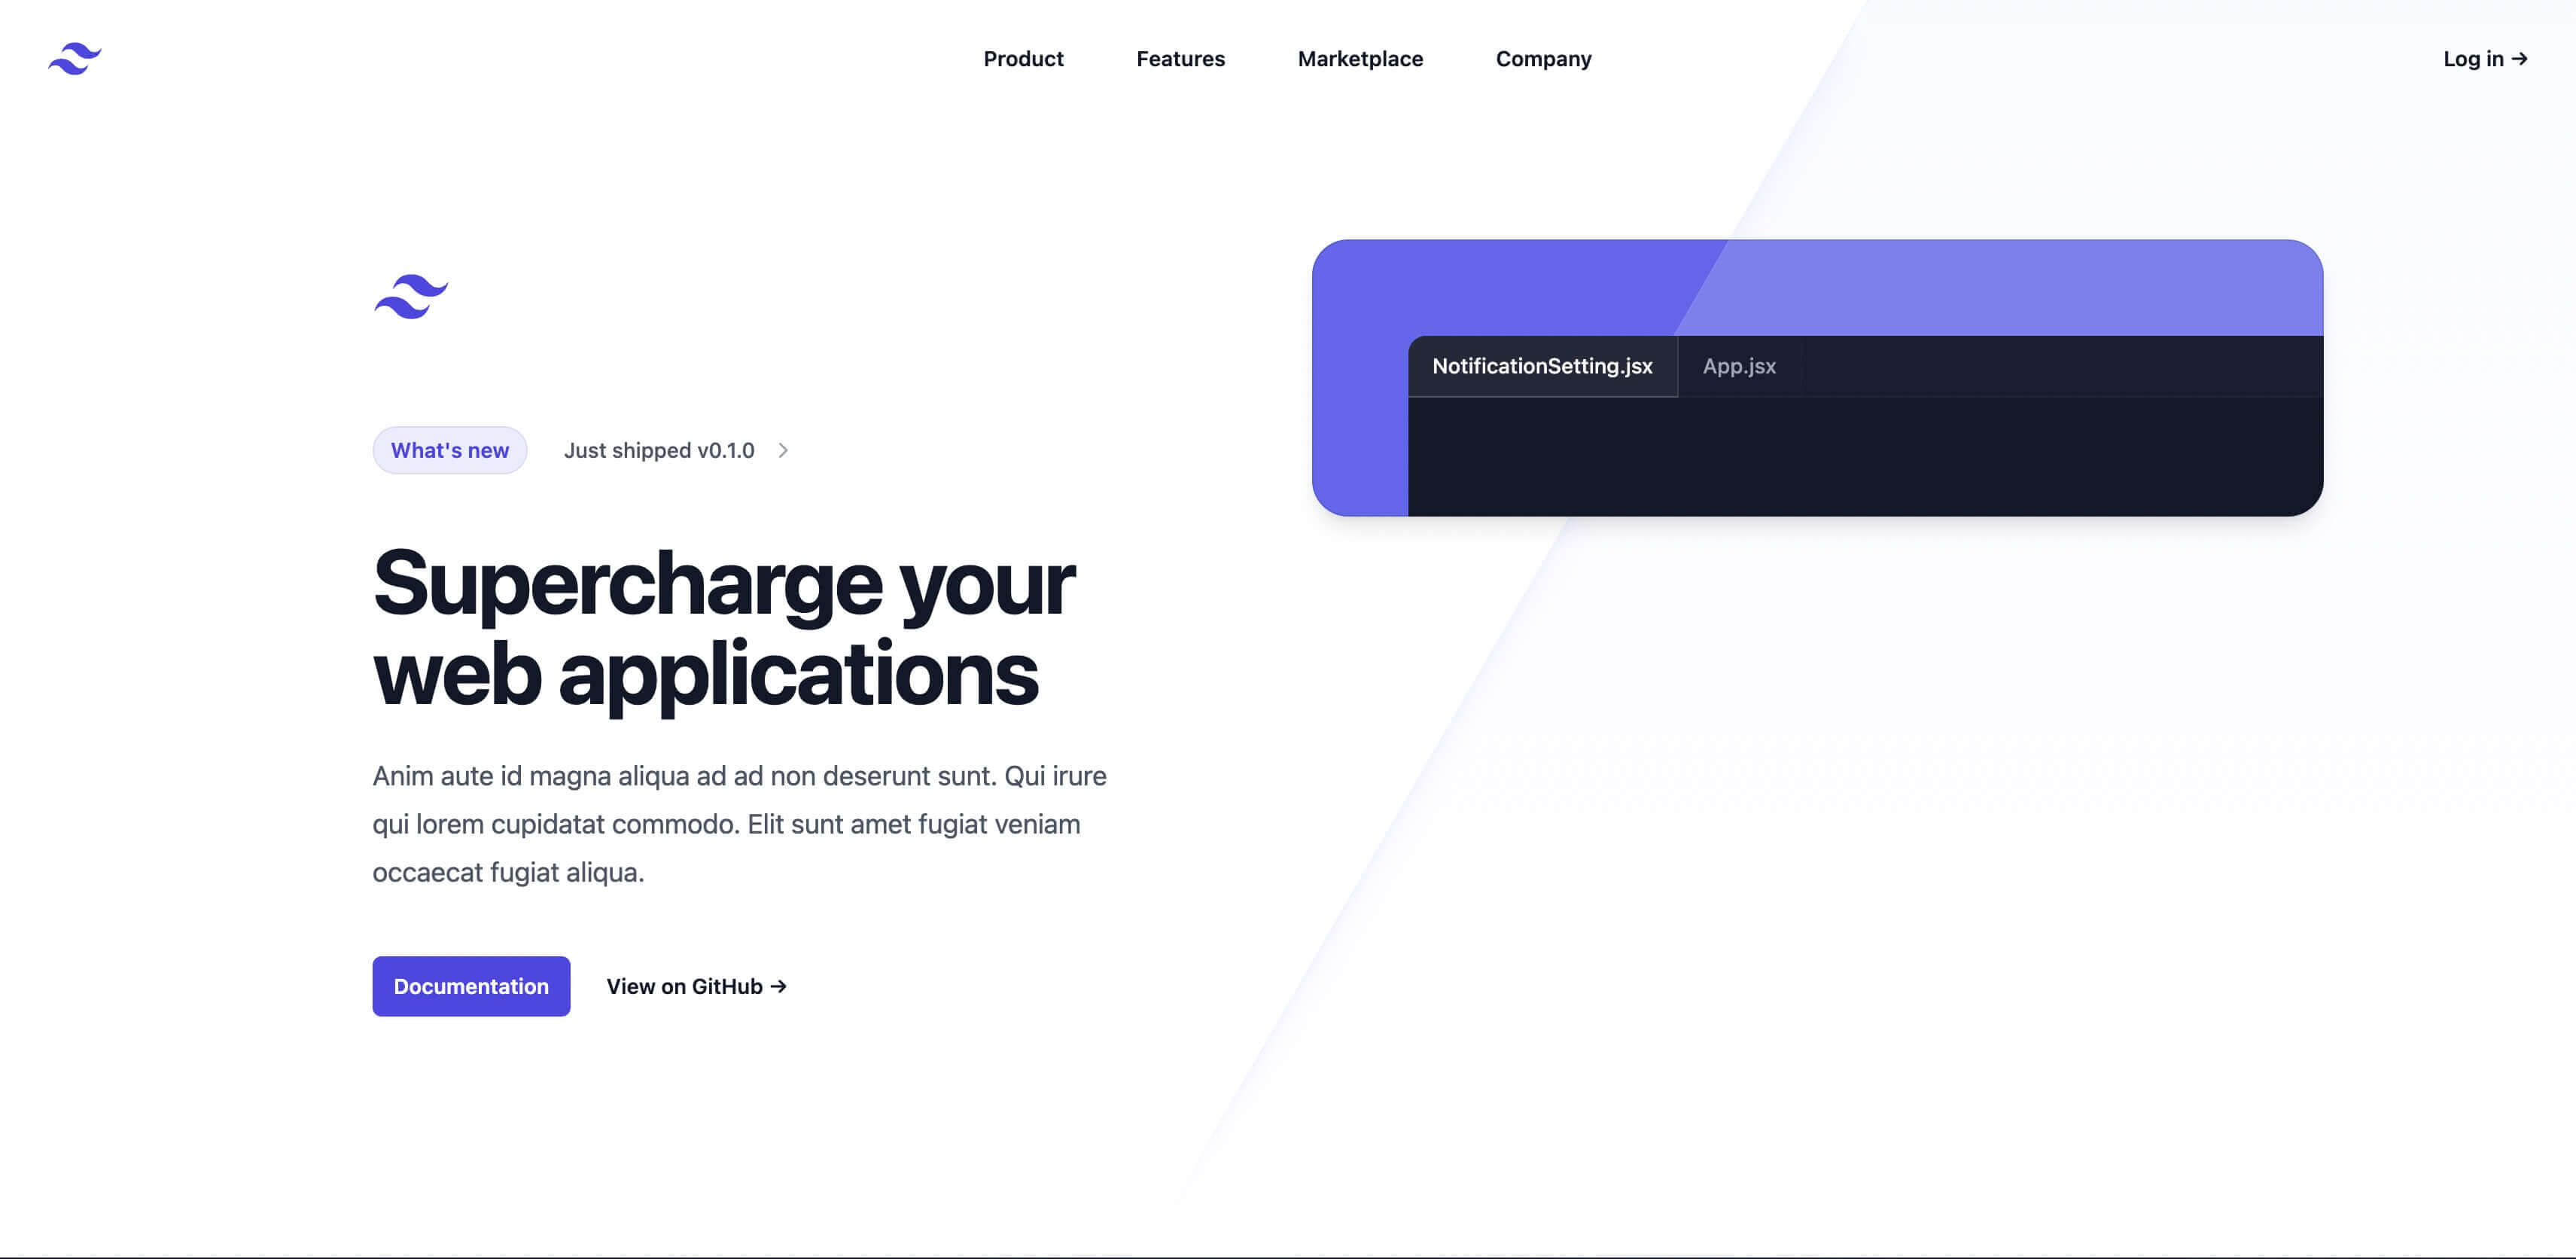 Product
Features
Marketplace
Company
Log in →
NotificationSetting.jsx
App.jsx
What's new
Just shipped v0.1.0
Supercharge your
web applications
Anim aute id magna aliqua ad ad non deserunt sunt. Qui irure
qui lorem cupidatat commodo. Elit sunt amet fugiat veniam
occaecat fugiat aliqua.
Documentation
View on GitHub →